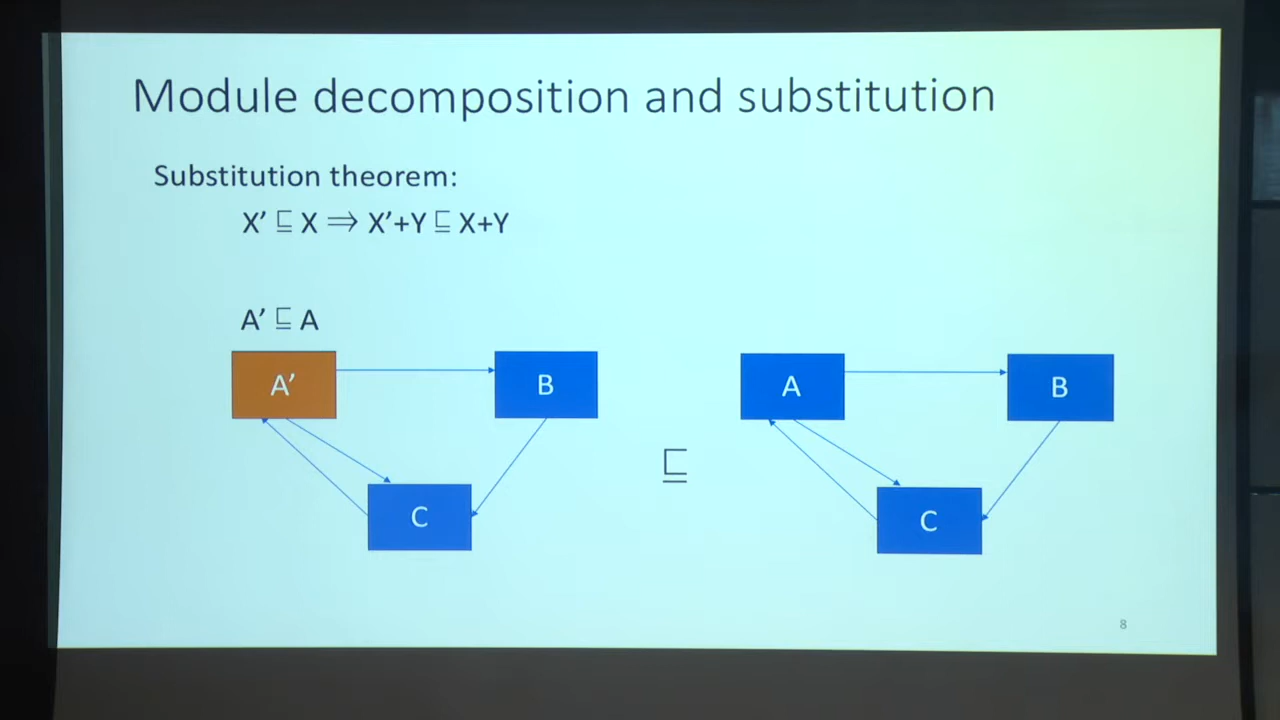 Module decomposition and substitution
Substitution theorem:
X′ ⊑ X ⟹ X′+Y ⊑ X+Y
A′ ⊑ A
A′
B
A
B
⊑
C
C
8